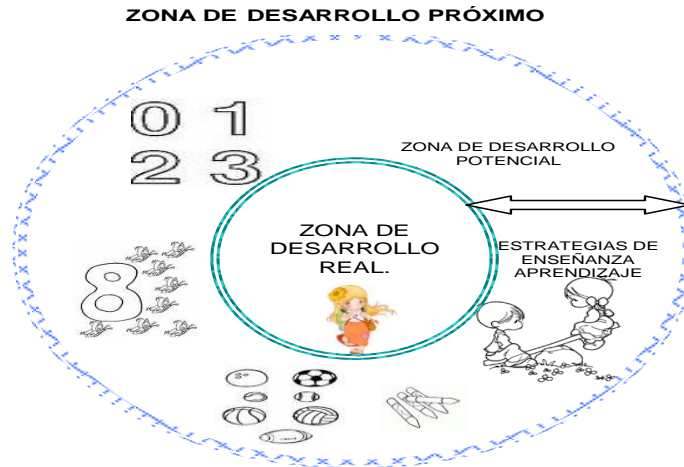 ZONA DE DESARROLLO PRÓXIMO
0 1
2 3
ZONA DE DESARROLLO
POTENCIAL
ZONA DE
DESARROLLO
REAL.
ESTRATEGIAS DE
ENSEÑANZA
APRENDIZAJE
8